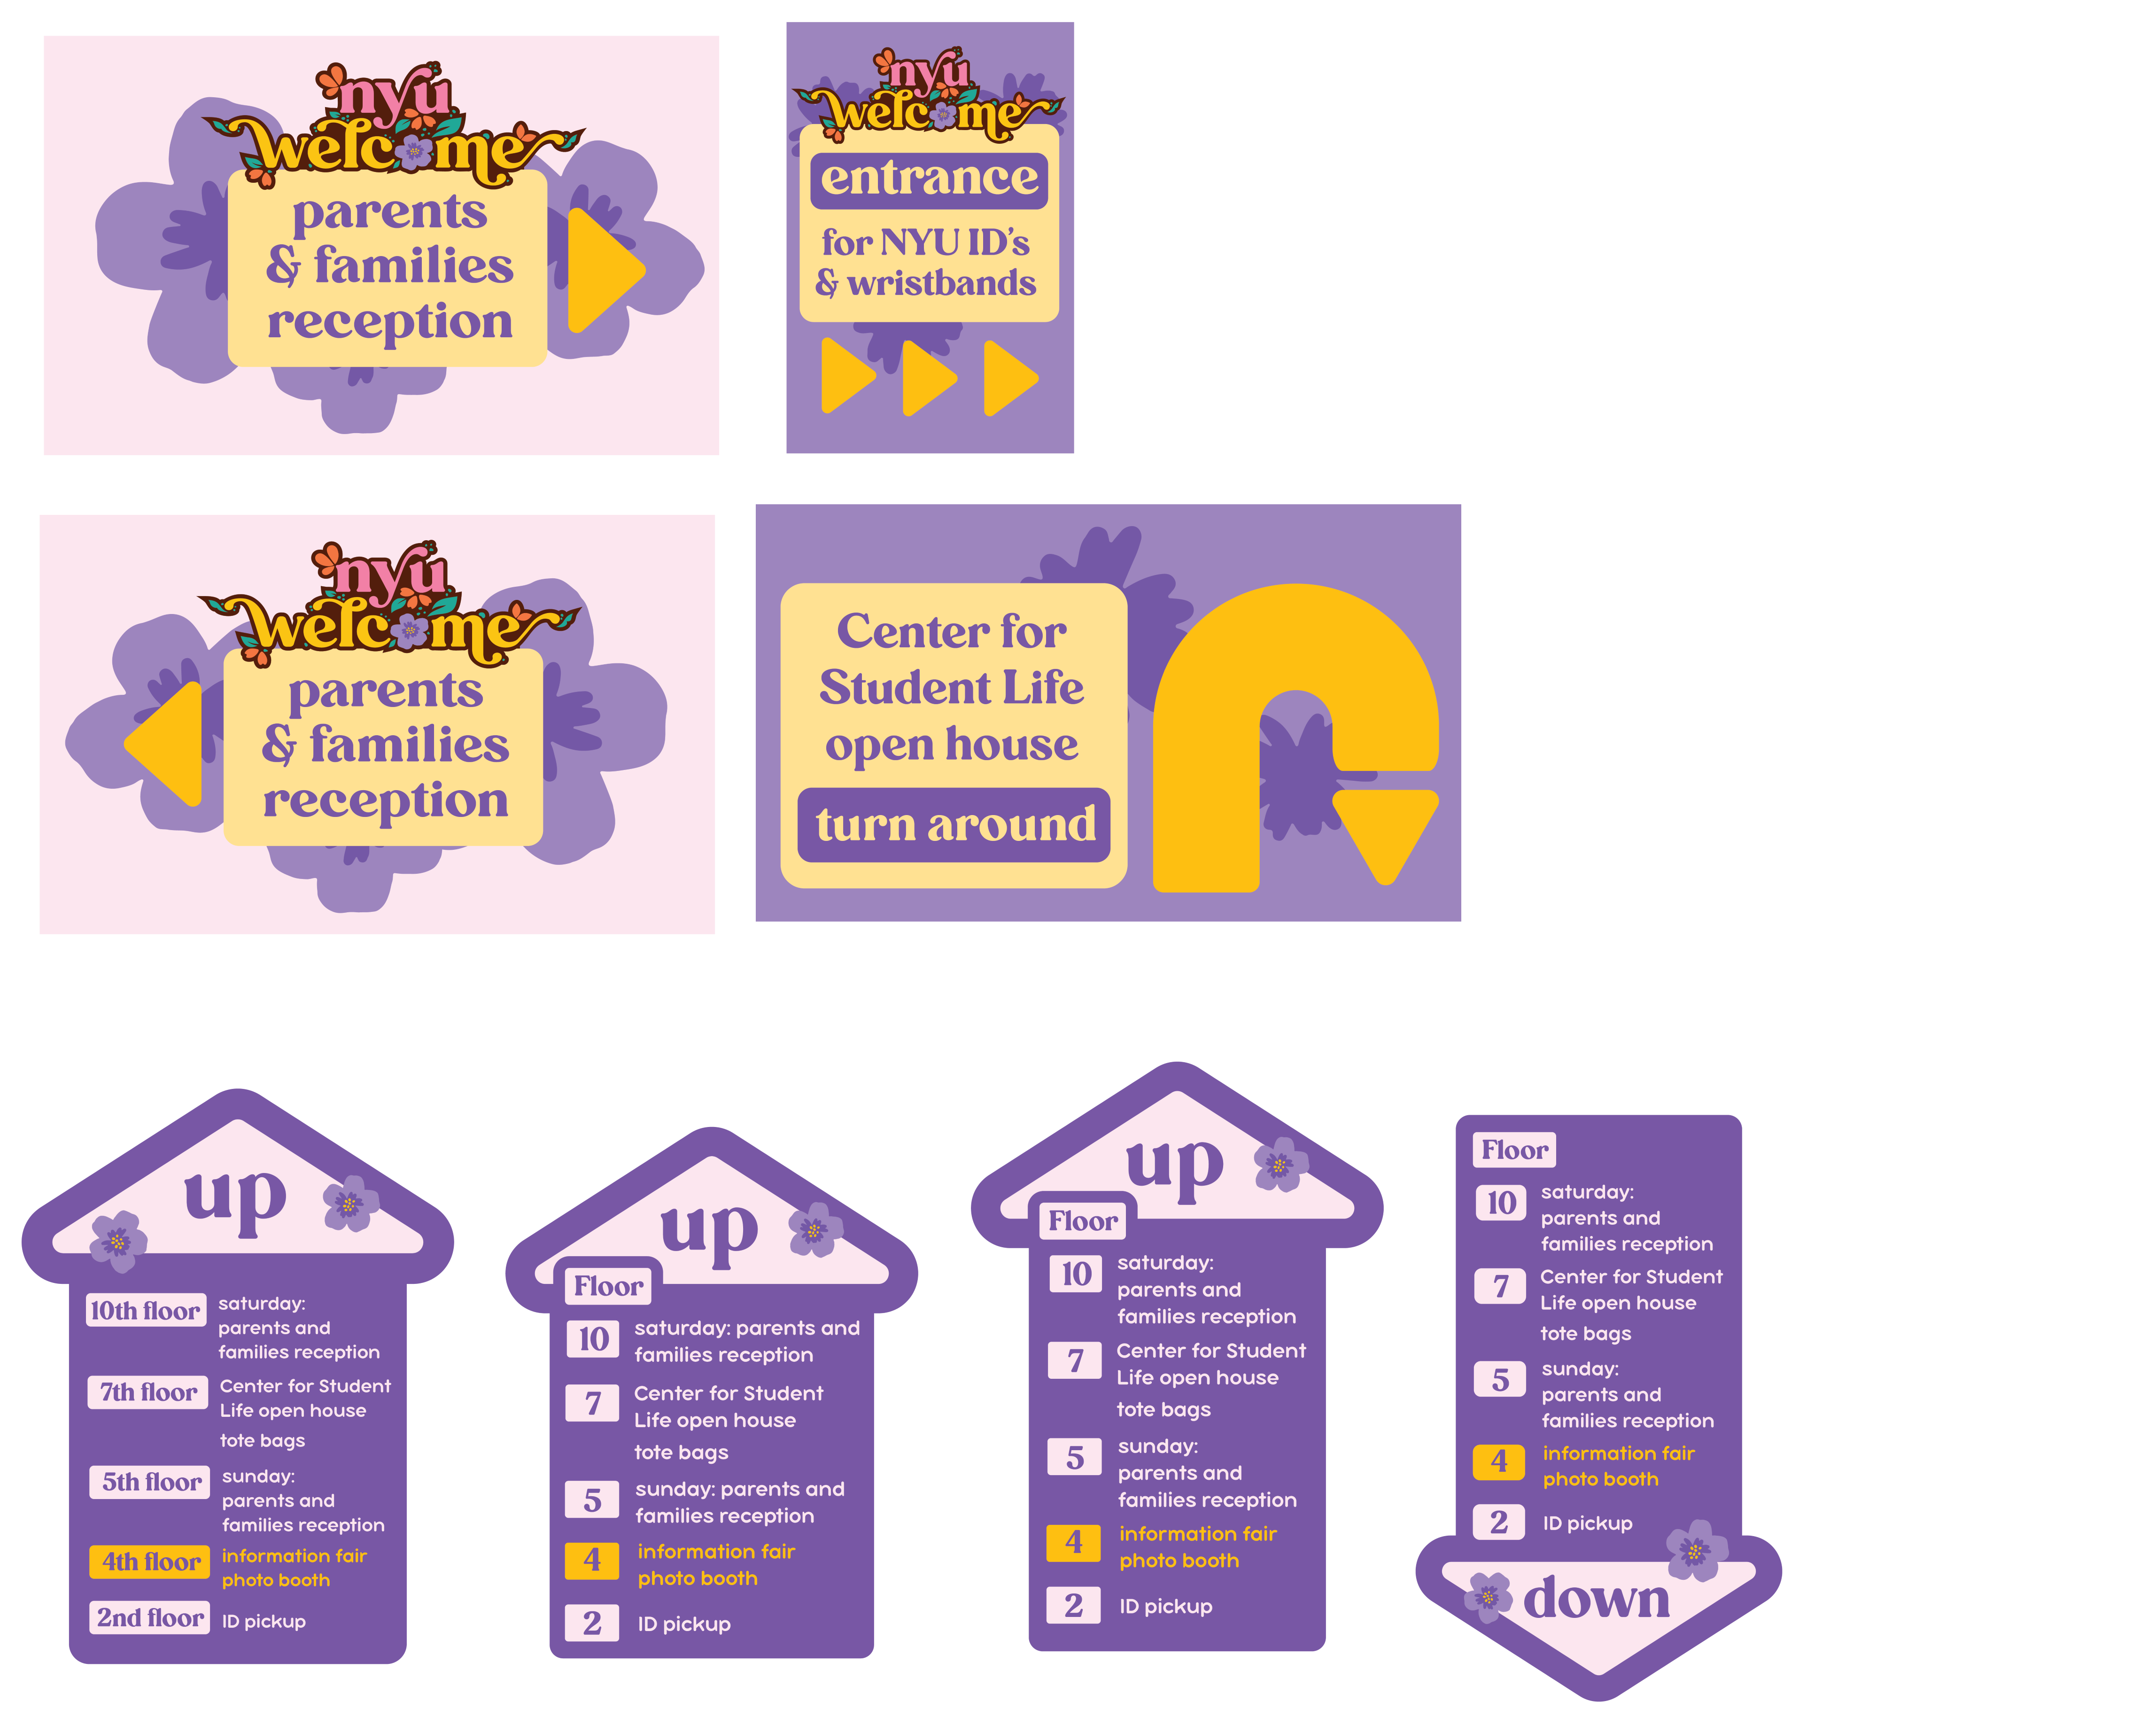 nyu
welcome
parents
& families
reception
nyu
welcome
entrance
for NYU ID's
& wristbands
nyu
welcome
parents
& families
reception
Center for
Student Life
open house
turn around
up
10th floor
saturday:
parents and
families reception
7th floor
Center for Student
Life open house
tote bags
5th floor
sunday:
parents and
families reception
4th floor
information fair
photo booth
2nd floor
ID pickup
up
Floor
10
saturday: parents and
families reception
7
Center for Student
Life open house
tote bags
5
sunday: parents and
families reception
4
information fair
photo booth
2
ID pickup
up
Floor
10
saturday:
parents and
families reception
7
Center for Student
Life open house
tote bags
5
sunday:
parents and
families reception
4
information fair
photo booth
2
ID pickup
Floor
10
saturday:
parents and
families reception
7
Center for Student
Life open house
tote bags
5
sunday:
parents and
families reception
4
information fair
photo booth
2
ID pickup
down